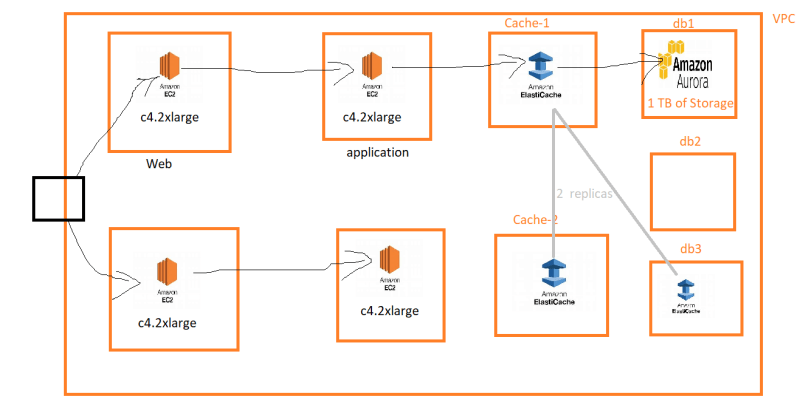 VPC
Cache-1
db1
Amazon
EC2
c4.2xlarge
Web
Amazon
EC2
c4.2xlarge
application
Amazon
ElastiCache
Amazon
Aurora
1 TB of Storage
db2
2 replicas
Cache-2
db3
Amazon
EC2
c4.2xlarge
Amazon
EC2
c4.2xlarge
Amazon
ElastiCache
Amazon
ElastiCache